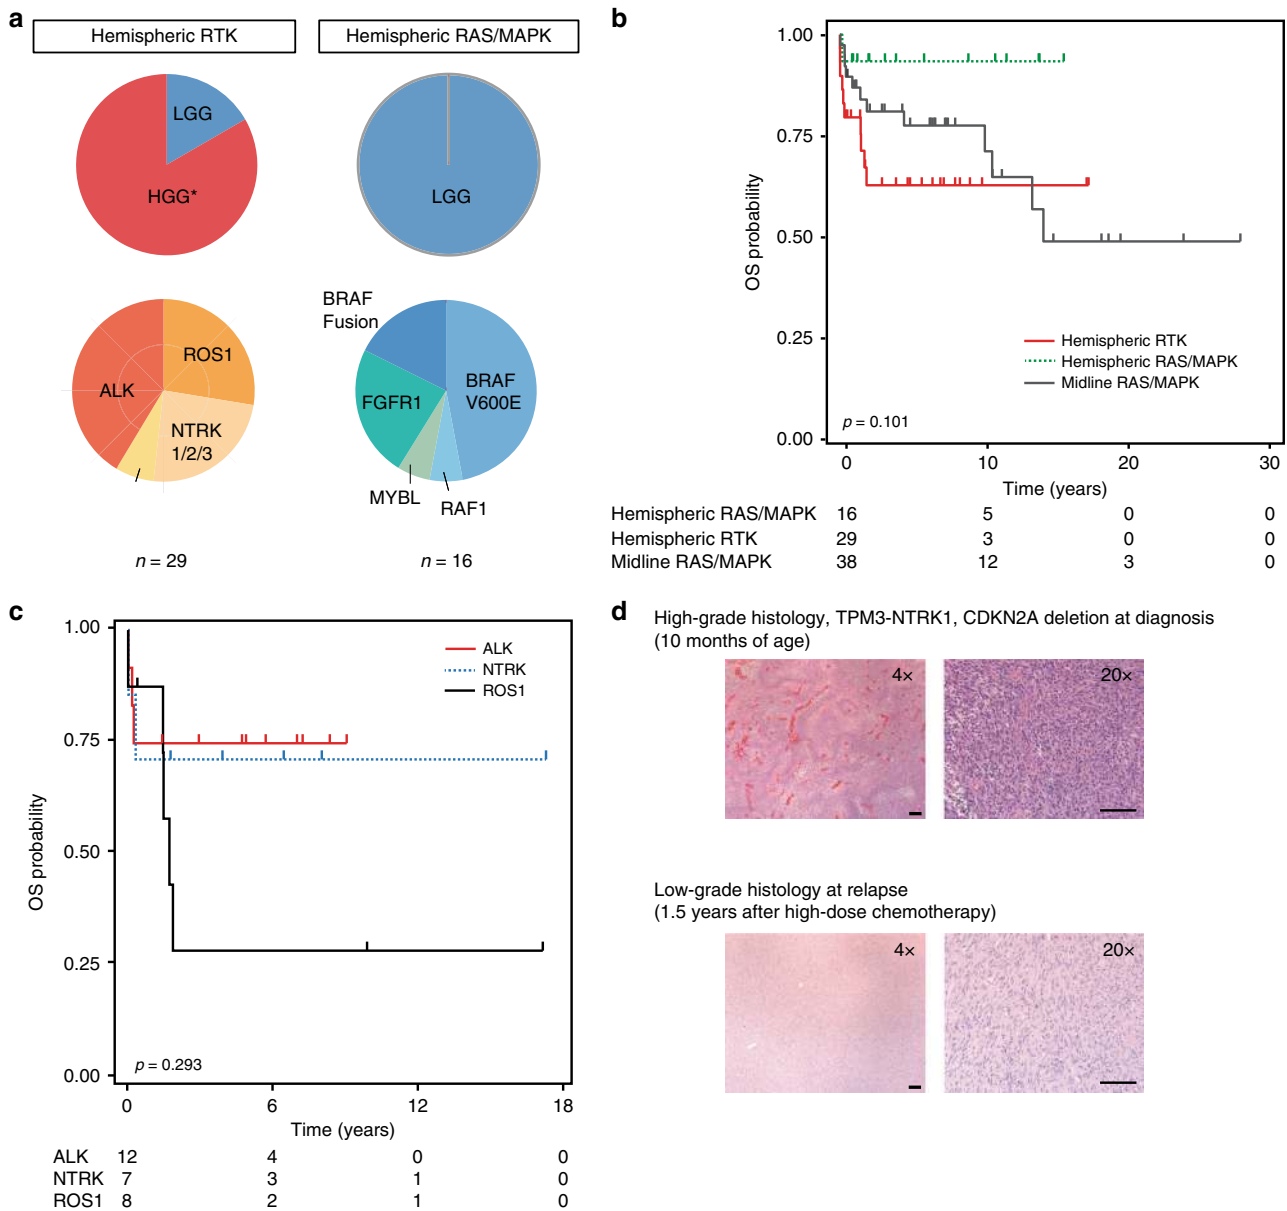 a
Hemispheric RTK
Hemispheric RAS/MAPK
LGG
HGG*
LGG
ROS1
ALK
NTRK
1/2/3
BRAF
Fusion
BRAF
V600E
FGFR1
MYBL
RAF1
n = 29
n = 16
b
1.00
0.75
0.50
0.25
0.00
OS probability
Hemispheric RTK
Hemispheric RAS/MAPK
Midline RAS/MAPK
p = 0.101
0 10 20 30
Time (years)
Hemispheric RAS/MAPK 16 5 0 0
Hemispheric RTK 29 3 0 0
Midline RAS/MAPK 38 12 3 0
c
1.00
0.75
0.50
0.25
0.00
OS probability
ALK
NTRK
ROS1
p = 0.293
0 6 12 18
Time (years)
ALK 12 4 0 0
NTRK 7 3 1 0
ROS1 8 2 1 0
d
High-grade histology, TPM3-NTRK1, CDKN2A deletion at diagnosis
(10 months of age)
4×
20×
Low-grade histology at relapse
(1.5 years after high-dose chemotherapy)
4×
20×